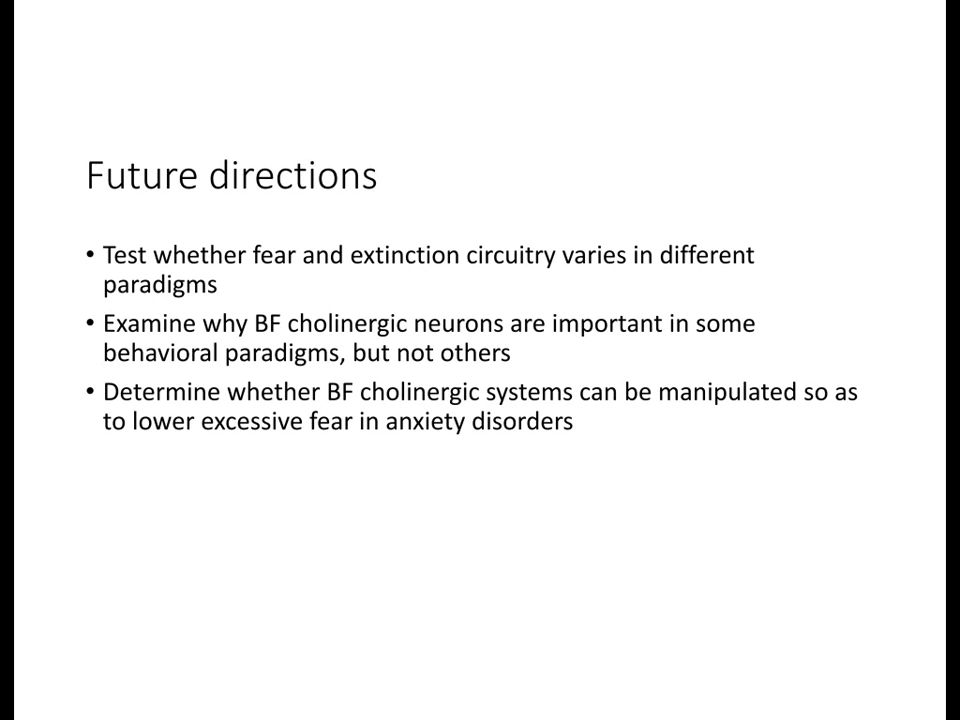 Future directions
• Test whether fear and extinction circuitry varies in different
paradigms
• Examine why BF cholinergic neurons are important in some
behavioral paradigms, but not others
• Determine whether BF cholinergic systems can be manipulated so as
to lower excessive fear in anxiety disorders